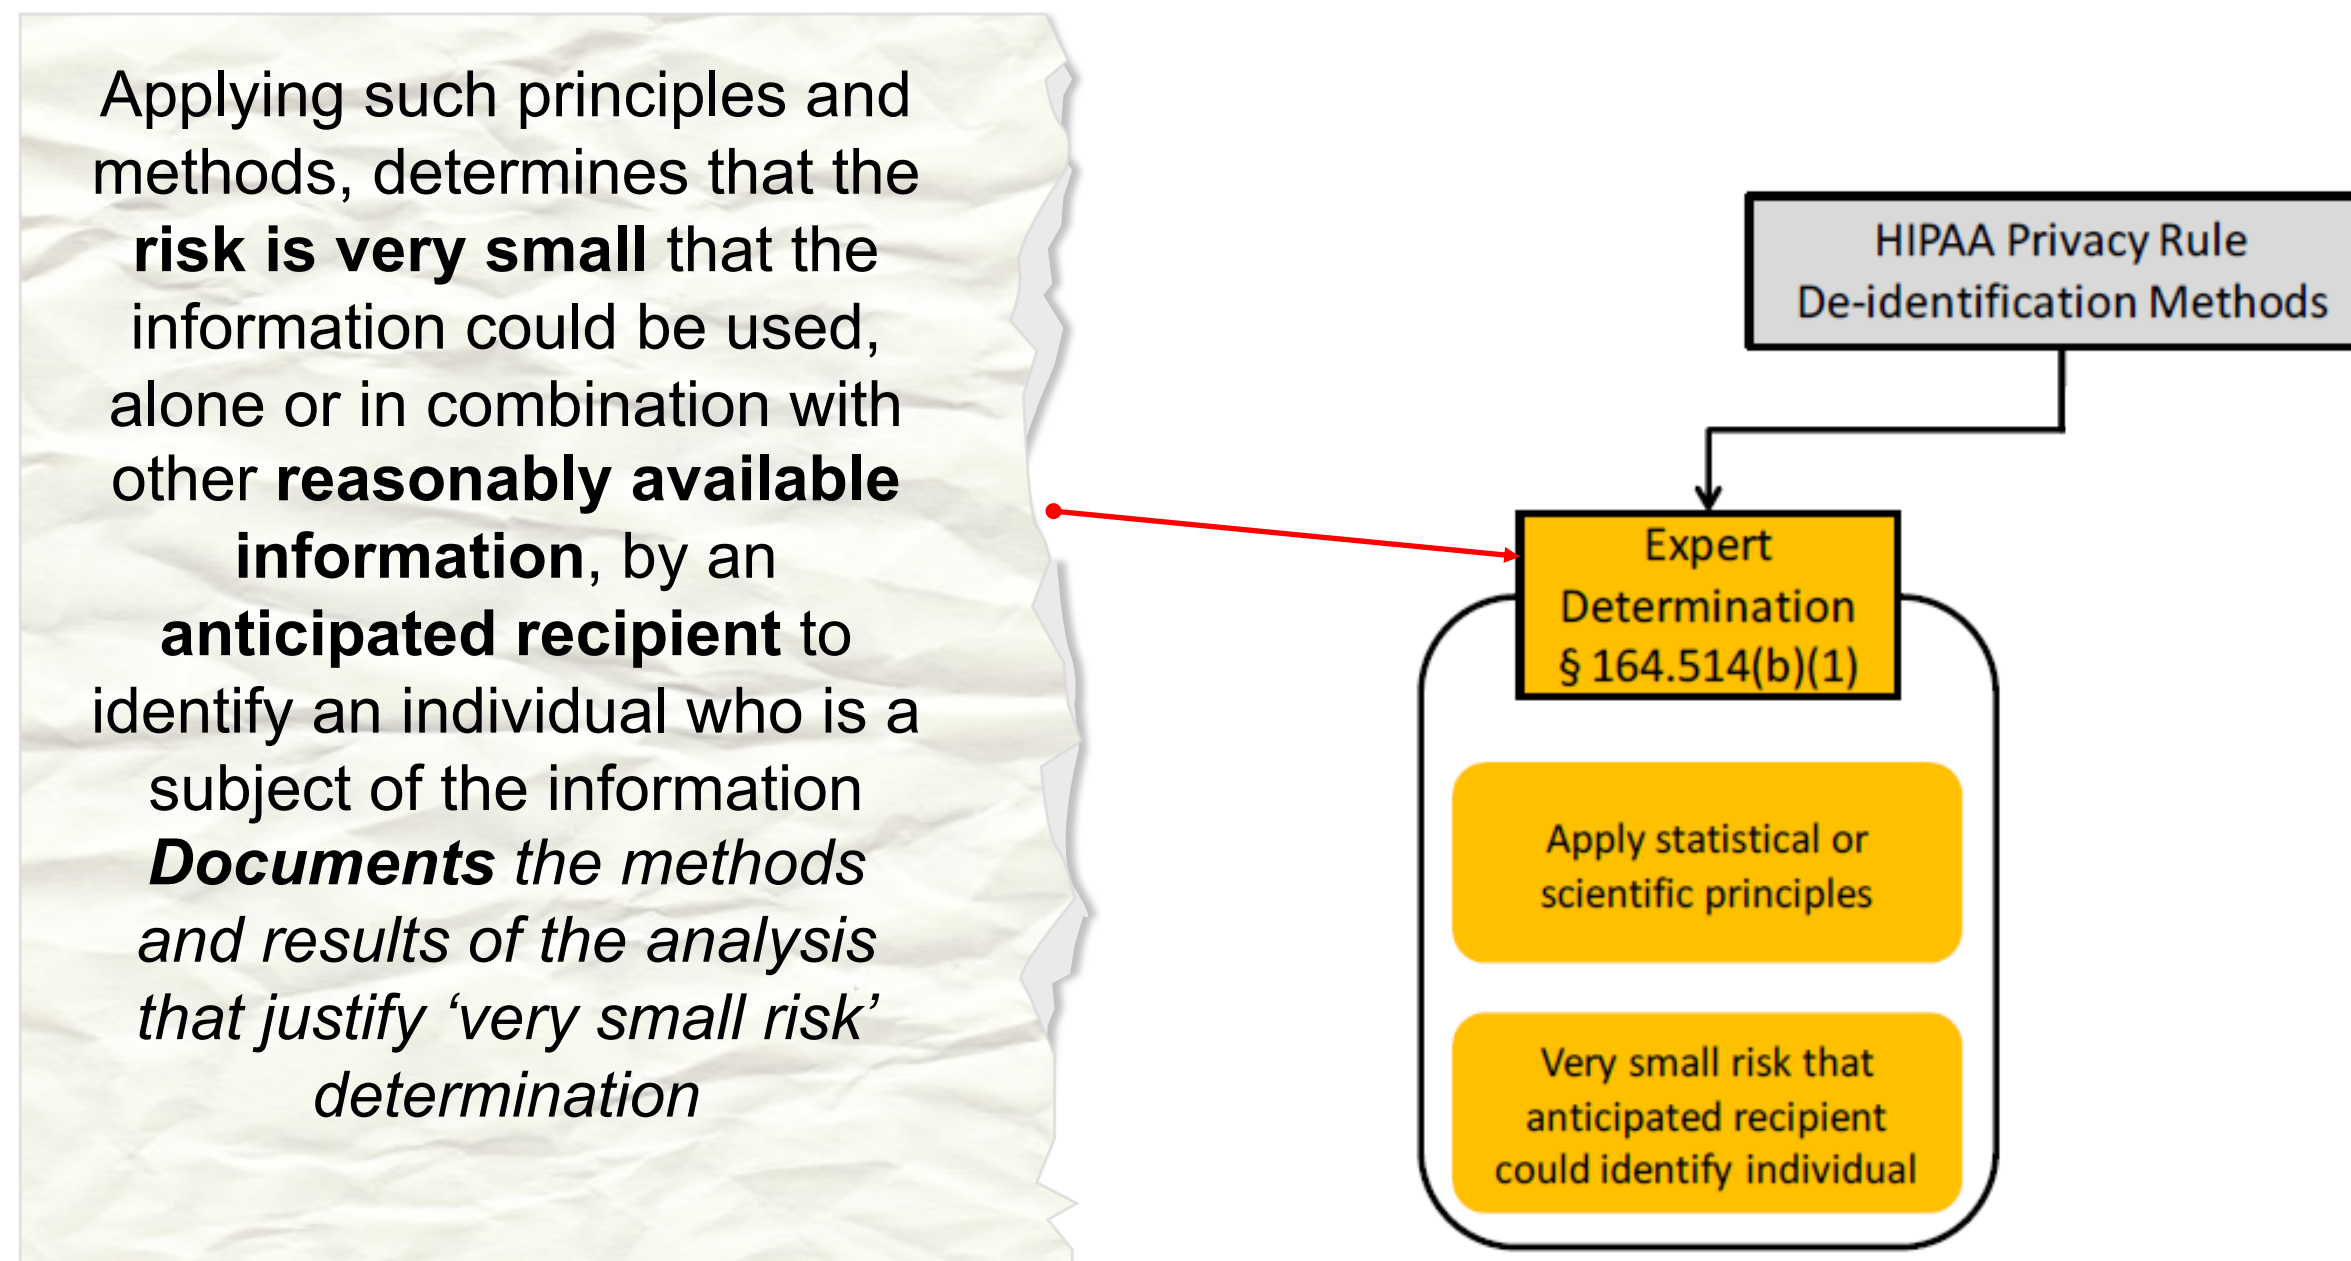 Applying such principles and
methods, determines that the
risk is very small that the
information could be used,
alone or in combination with
other reasonably available
information, by an
anticipated recipient to
identify an individual who is a
subject of the information
Documents the methods
and results of the analysis
that justify ‘very small risk’
determination
HIPAA Privacy Rule
De-identification Methods
Expert
Determination
§ 164.514(b)(1)
Apply statistical or
scientific principles
Very small risk that
anticipated recipient
could identify individual